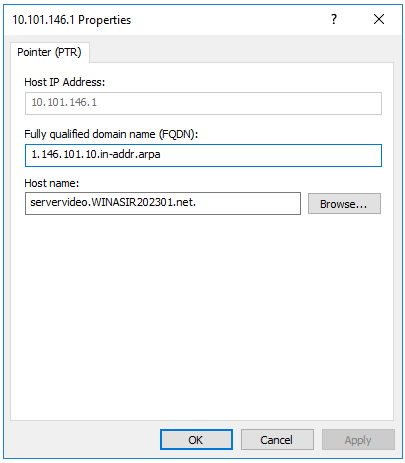 10.101.146.1 Properties
Pointer (PTR)
Host IP Address:
10.101.146.1
Fully qualified domain name (FQDN):
1.146.101.10.in-addr.arpa
Host name:
servervideo.WINASIR202301.net.
Browse...
OK
Cancel
Apply